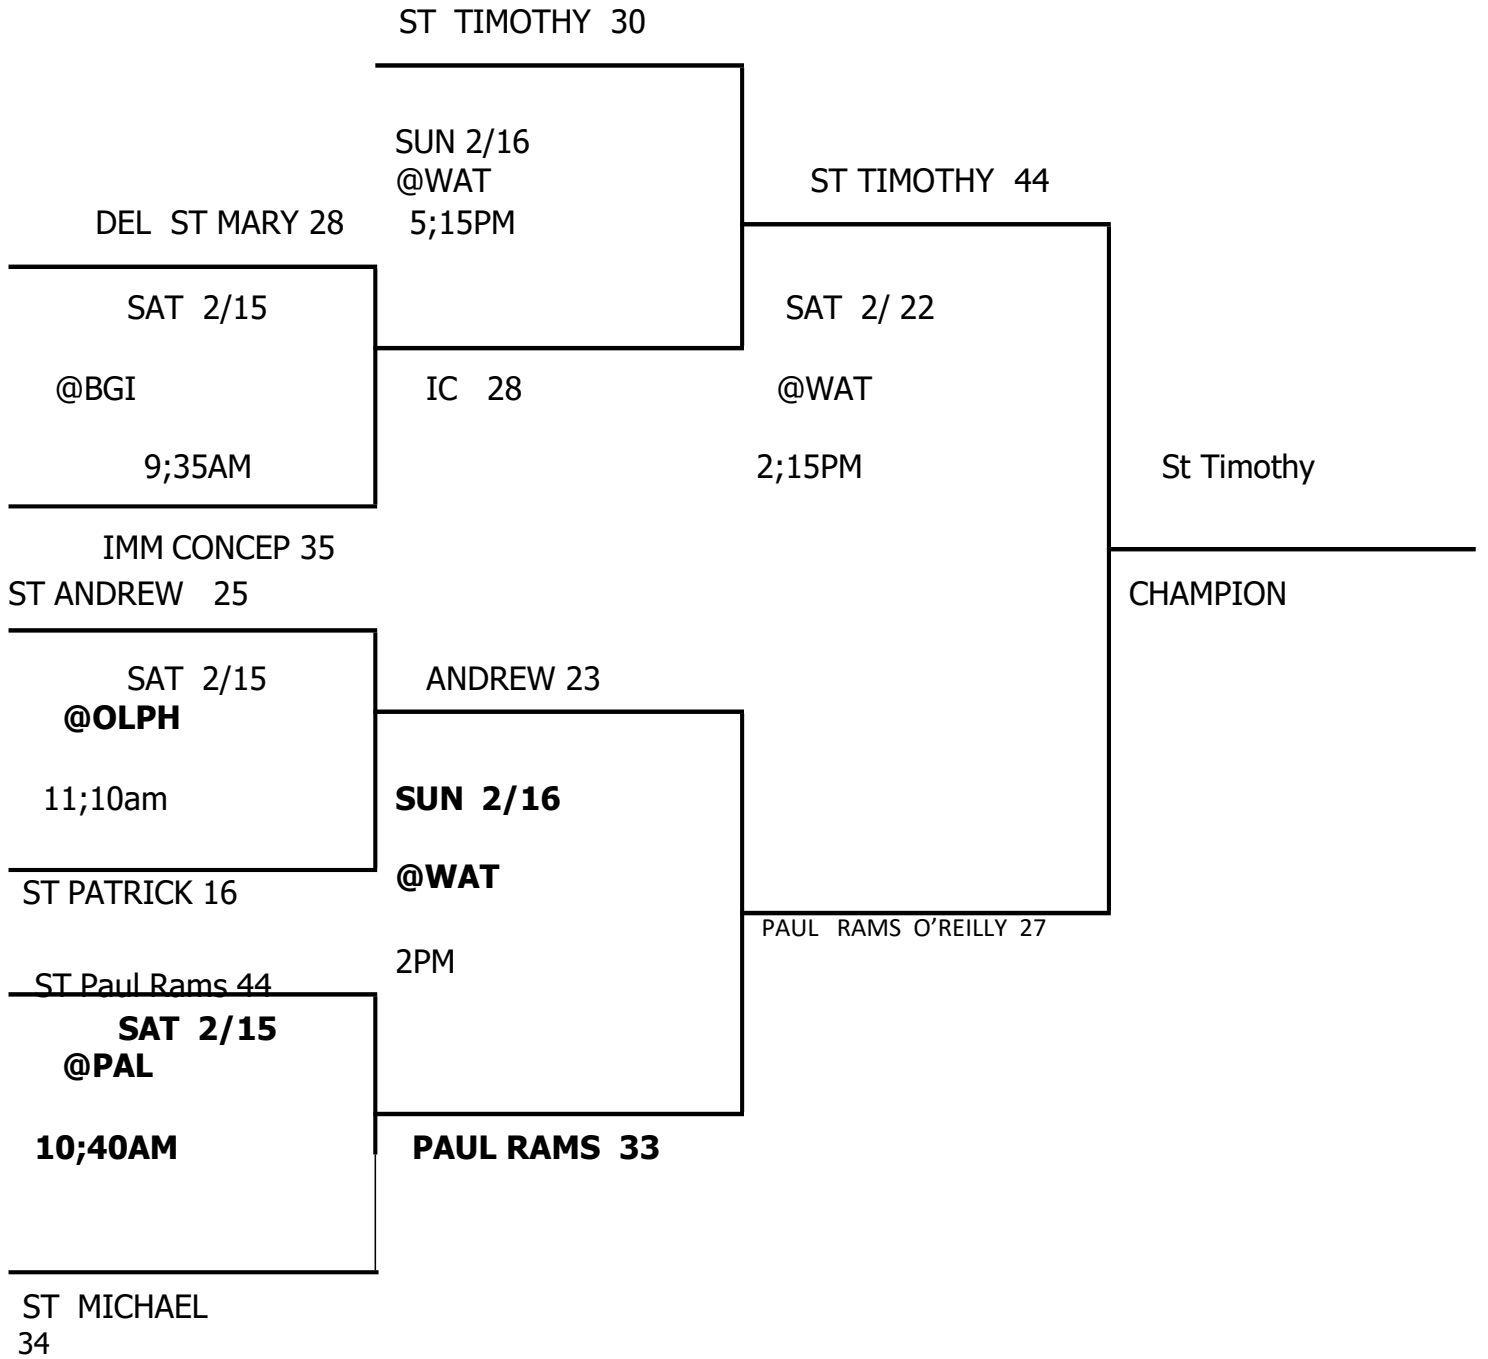 ST TIMOTHY 30
SUN 2/16
@WAT
5;15PM
ST TIMOTHY 44
DEL ST MARY 28
SAT 2/15
@BGI
9;35AM
IMM CONCEP 35
IC 28
SAT 2/ 22
@WAT
2;15PM
St Timothy
CHAMPION
ST ANDREW 25
SAT 2/15
@OLPH
11;10am
ST PATRICK 16
ANDREW 23
SUN 2/16
@WAT
2PM
PAUL RAMS O’REILLY 27
ST Paul Rams 44
SAT 2/15
@PAL
10;40AM
PAUL RAMS 33
ST MICHAEL
34